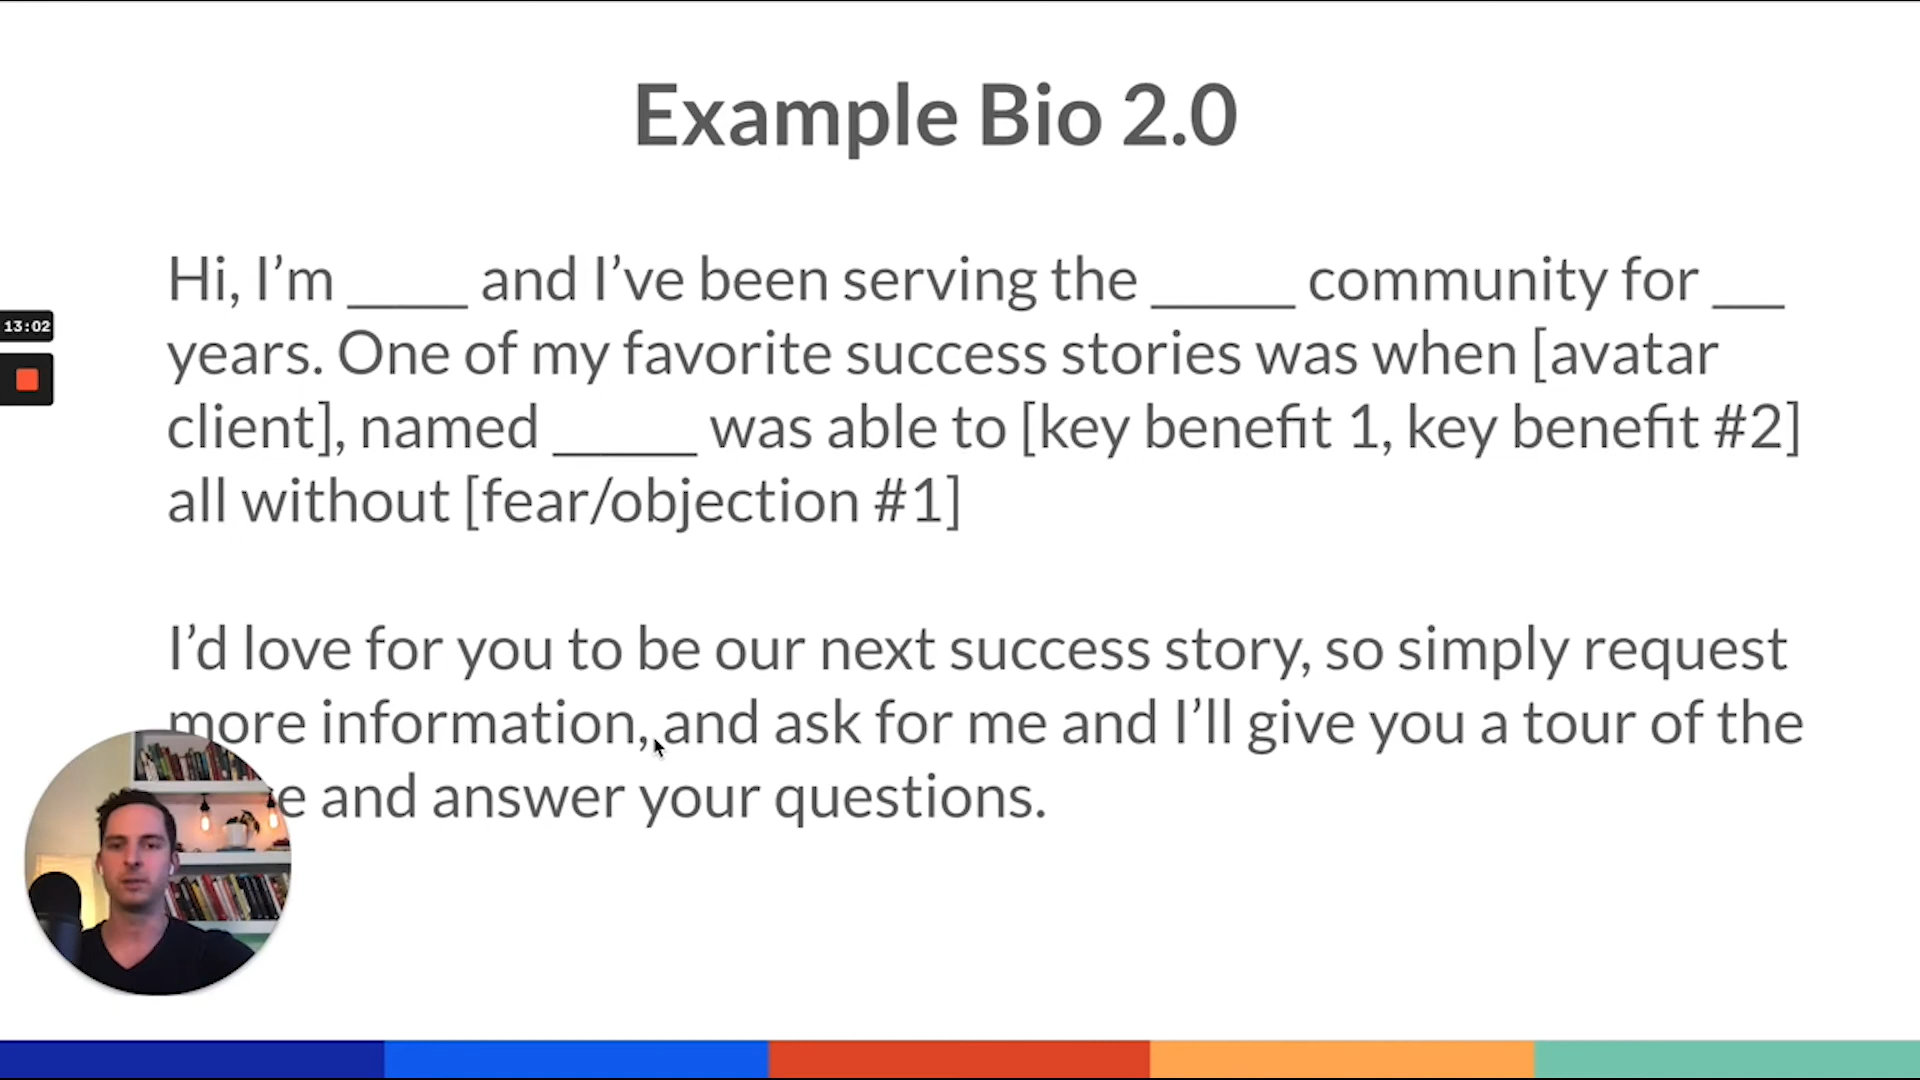 Example Bio 2.0
Hi, I’m _____ and I’ve been serving the ______ community for ___
years. One of my favorite success stories was when [avatar
client], named ______ was able to [key benefit 1, key benefit #2]
all without [fear/objection #1]
I’d love for you to be our next success story, so simply request
more information, and ask for me and I’ll give you a tour of the
and answer your questions.
13:02